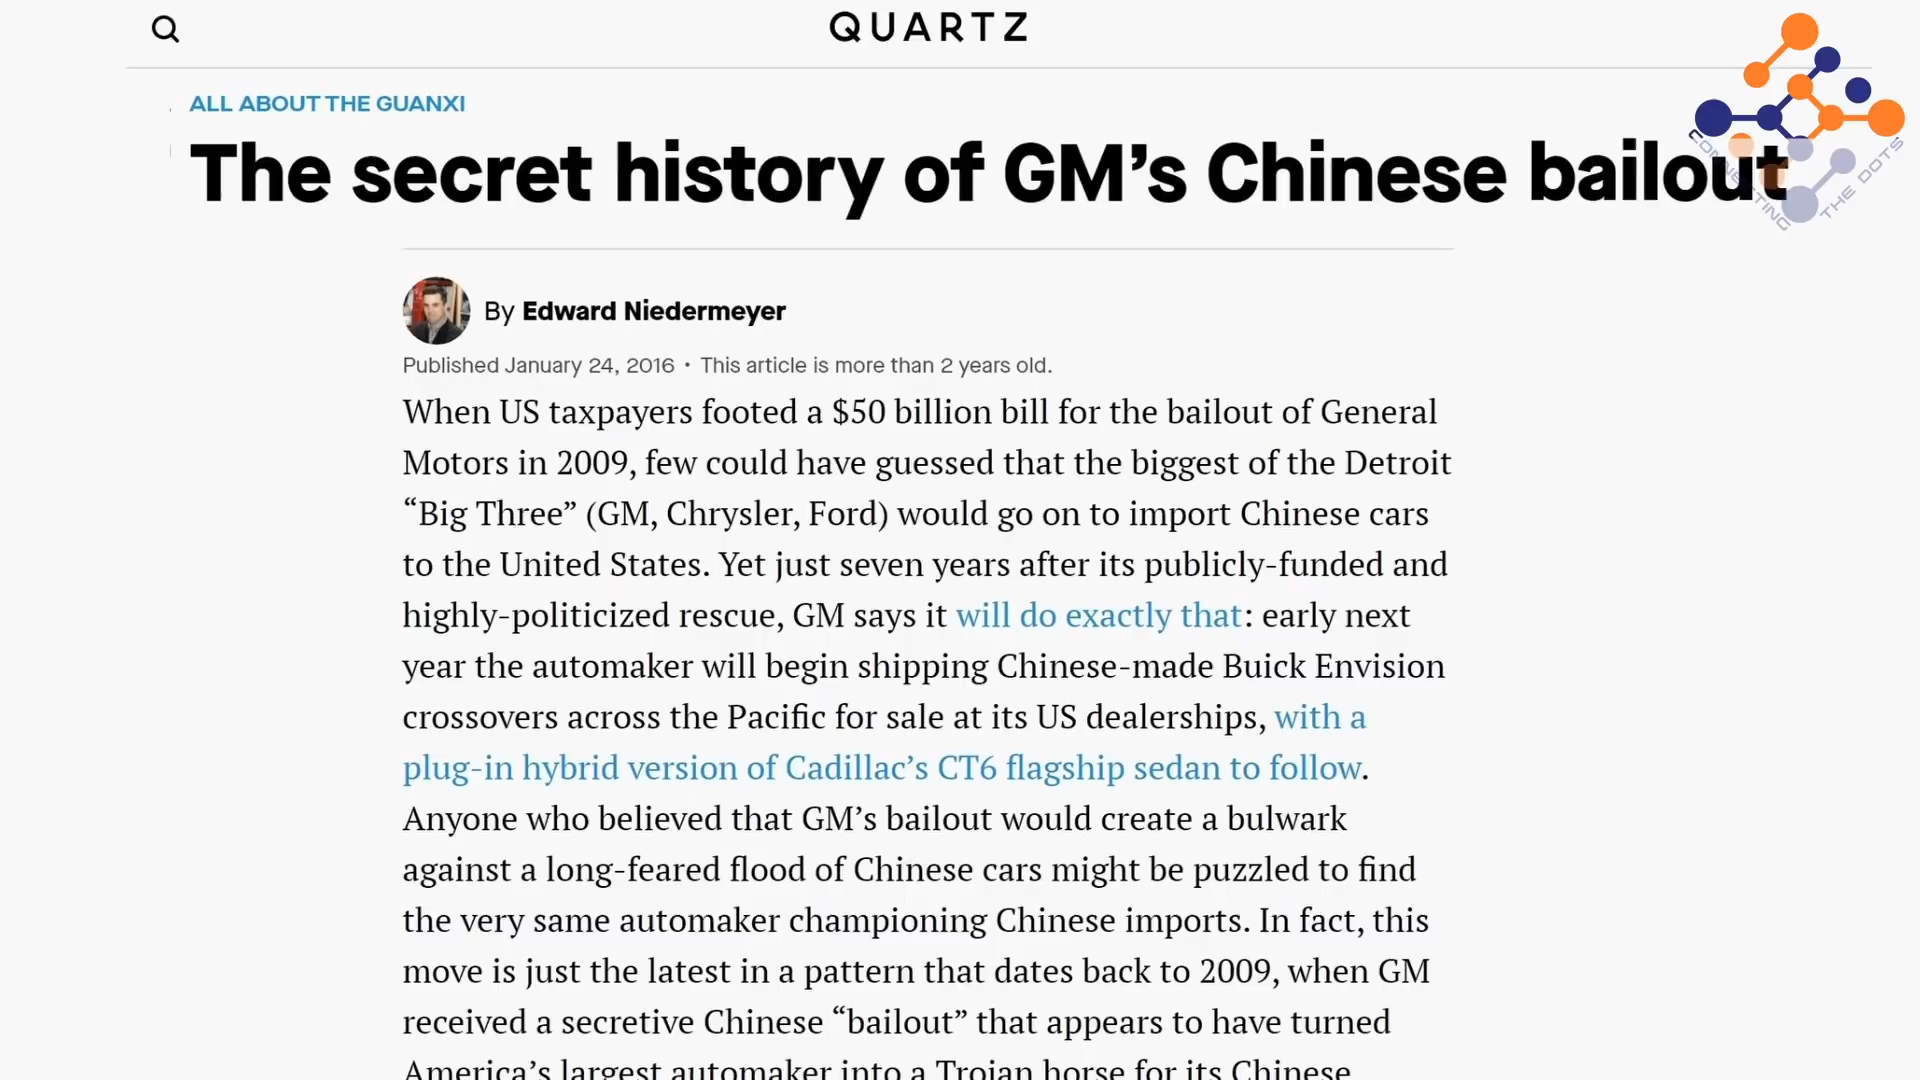 QUARTZ
ALL ABOUT THE GUANXI
The secret history of GM’s Chinese bailout
CONNECTING THE DOTS
By Edward Niedermeyer
Published January 24, 2016 • This article is more than 2 years old.
When US taxpayers footed a $50 billion bill for the bailout of General
Motors in 2009, few could have guessed that the biggest of the Detroit
“Big Three” (GM, Chrysler, Ford) would go on to import Chinese cars
to the United States. Yet just seven years after its publicly-funded and
highly-politicized rescue, GM says it will do exactly that: early next
year the automaker will begin shipping Chinese-made Buick Envision
crossovers across the Pacific for sale at its US dealerships, with a
plug-in hybrid version of Cadillac’s CT6 flagship sedan to follow.
Anyone who believed that GM’s bailout would create a bulwark
against a long-feared flood of Chinese cars might be puzzled to find
the very same automaker championing Chinese imports. In fact, this
move is just the latest in a pattern that dates back to 2009, when GM
received a secretive Chinese “bailout” that appears to have turned
America’s largest automaker into a Trojan horse for its Chinese